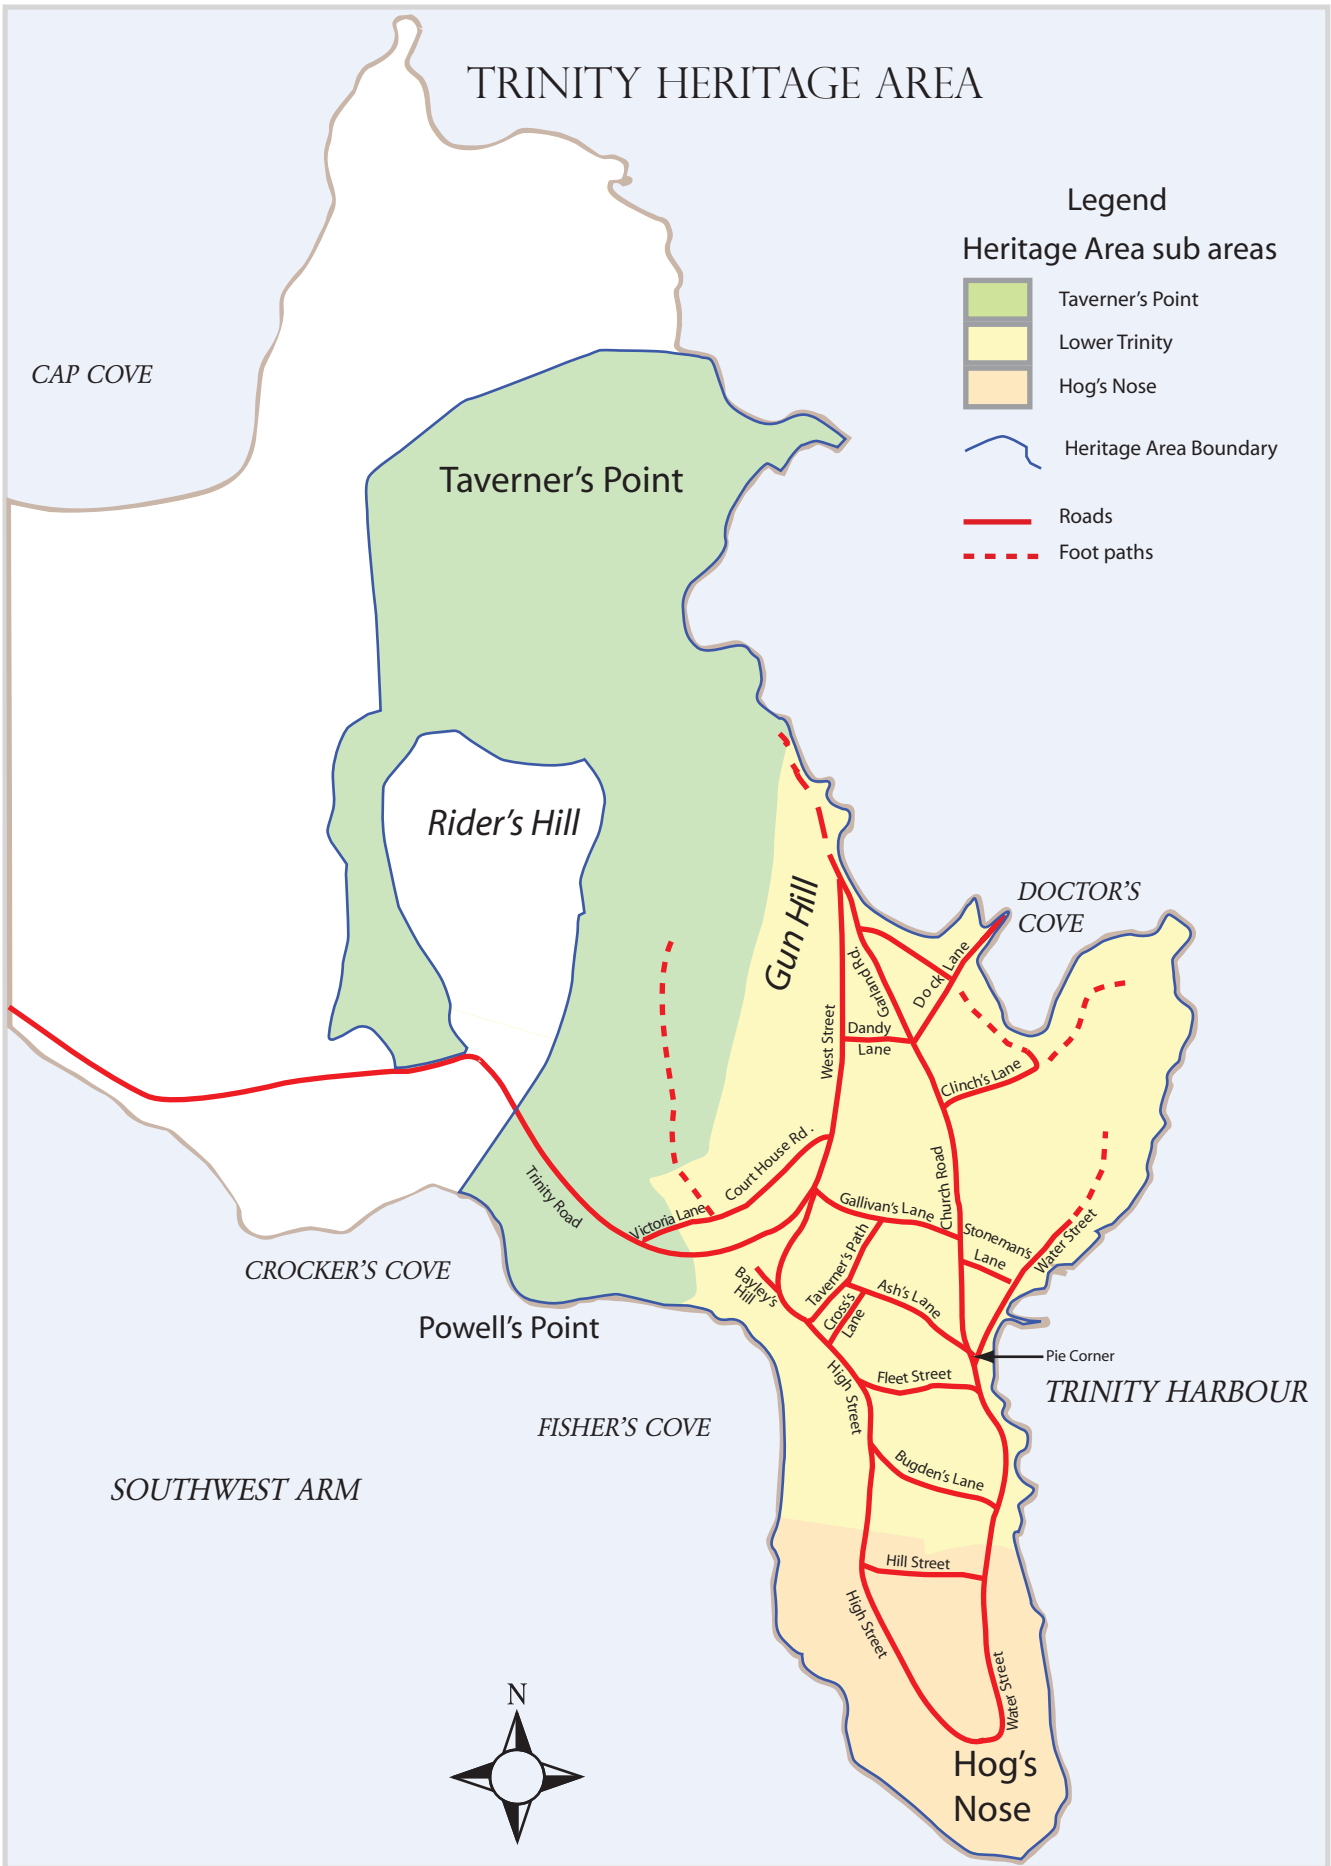 TRINITY HERITAGE AREA
Legend
Heritage Area sub areas
Taverner's Point
Lower Trinity
Hog's Nose
Heritage Area Boundary
Roads
Foot paths
CAP COVE
Taverner's Point
Rider's Hill
Gun Hill
DOCTOR'S
COVE
Garland Rd.
Dock Lane
West Street
Dandy
Lane
Clinch's Lane
Court House Rd.
Church Road
Trinity Road
Victoria Lane
Gallivan's Lane
Stoneman's
Lane
Water Street
Taverner's Path
CROCKER'S COVE
Bayley's
Hill
Cross's
Lane
Ash's Lane
Powell's Point
Pie Corner
High Street
Fleet Street
TRINITY HARBOUR
FISHER'S COVE
Bugden's Lane
SOUTHWEST ARM
Hill Street
High Street
Water Street
N
Hog's
Nose